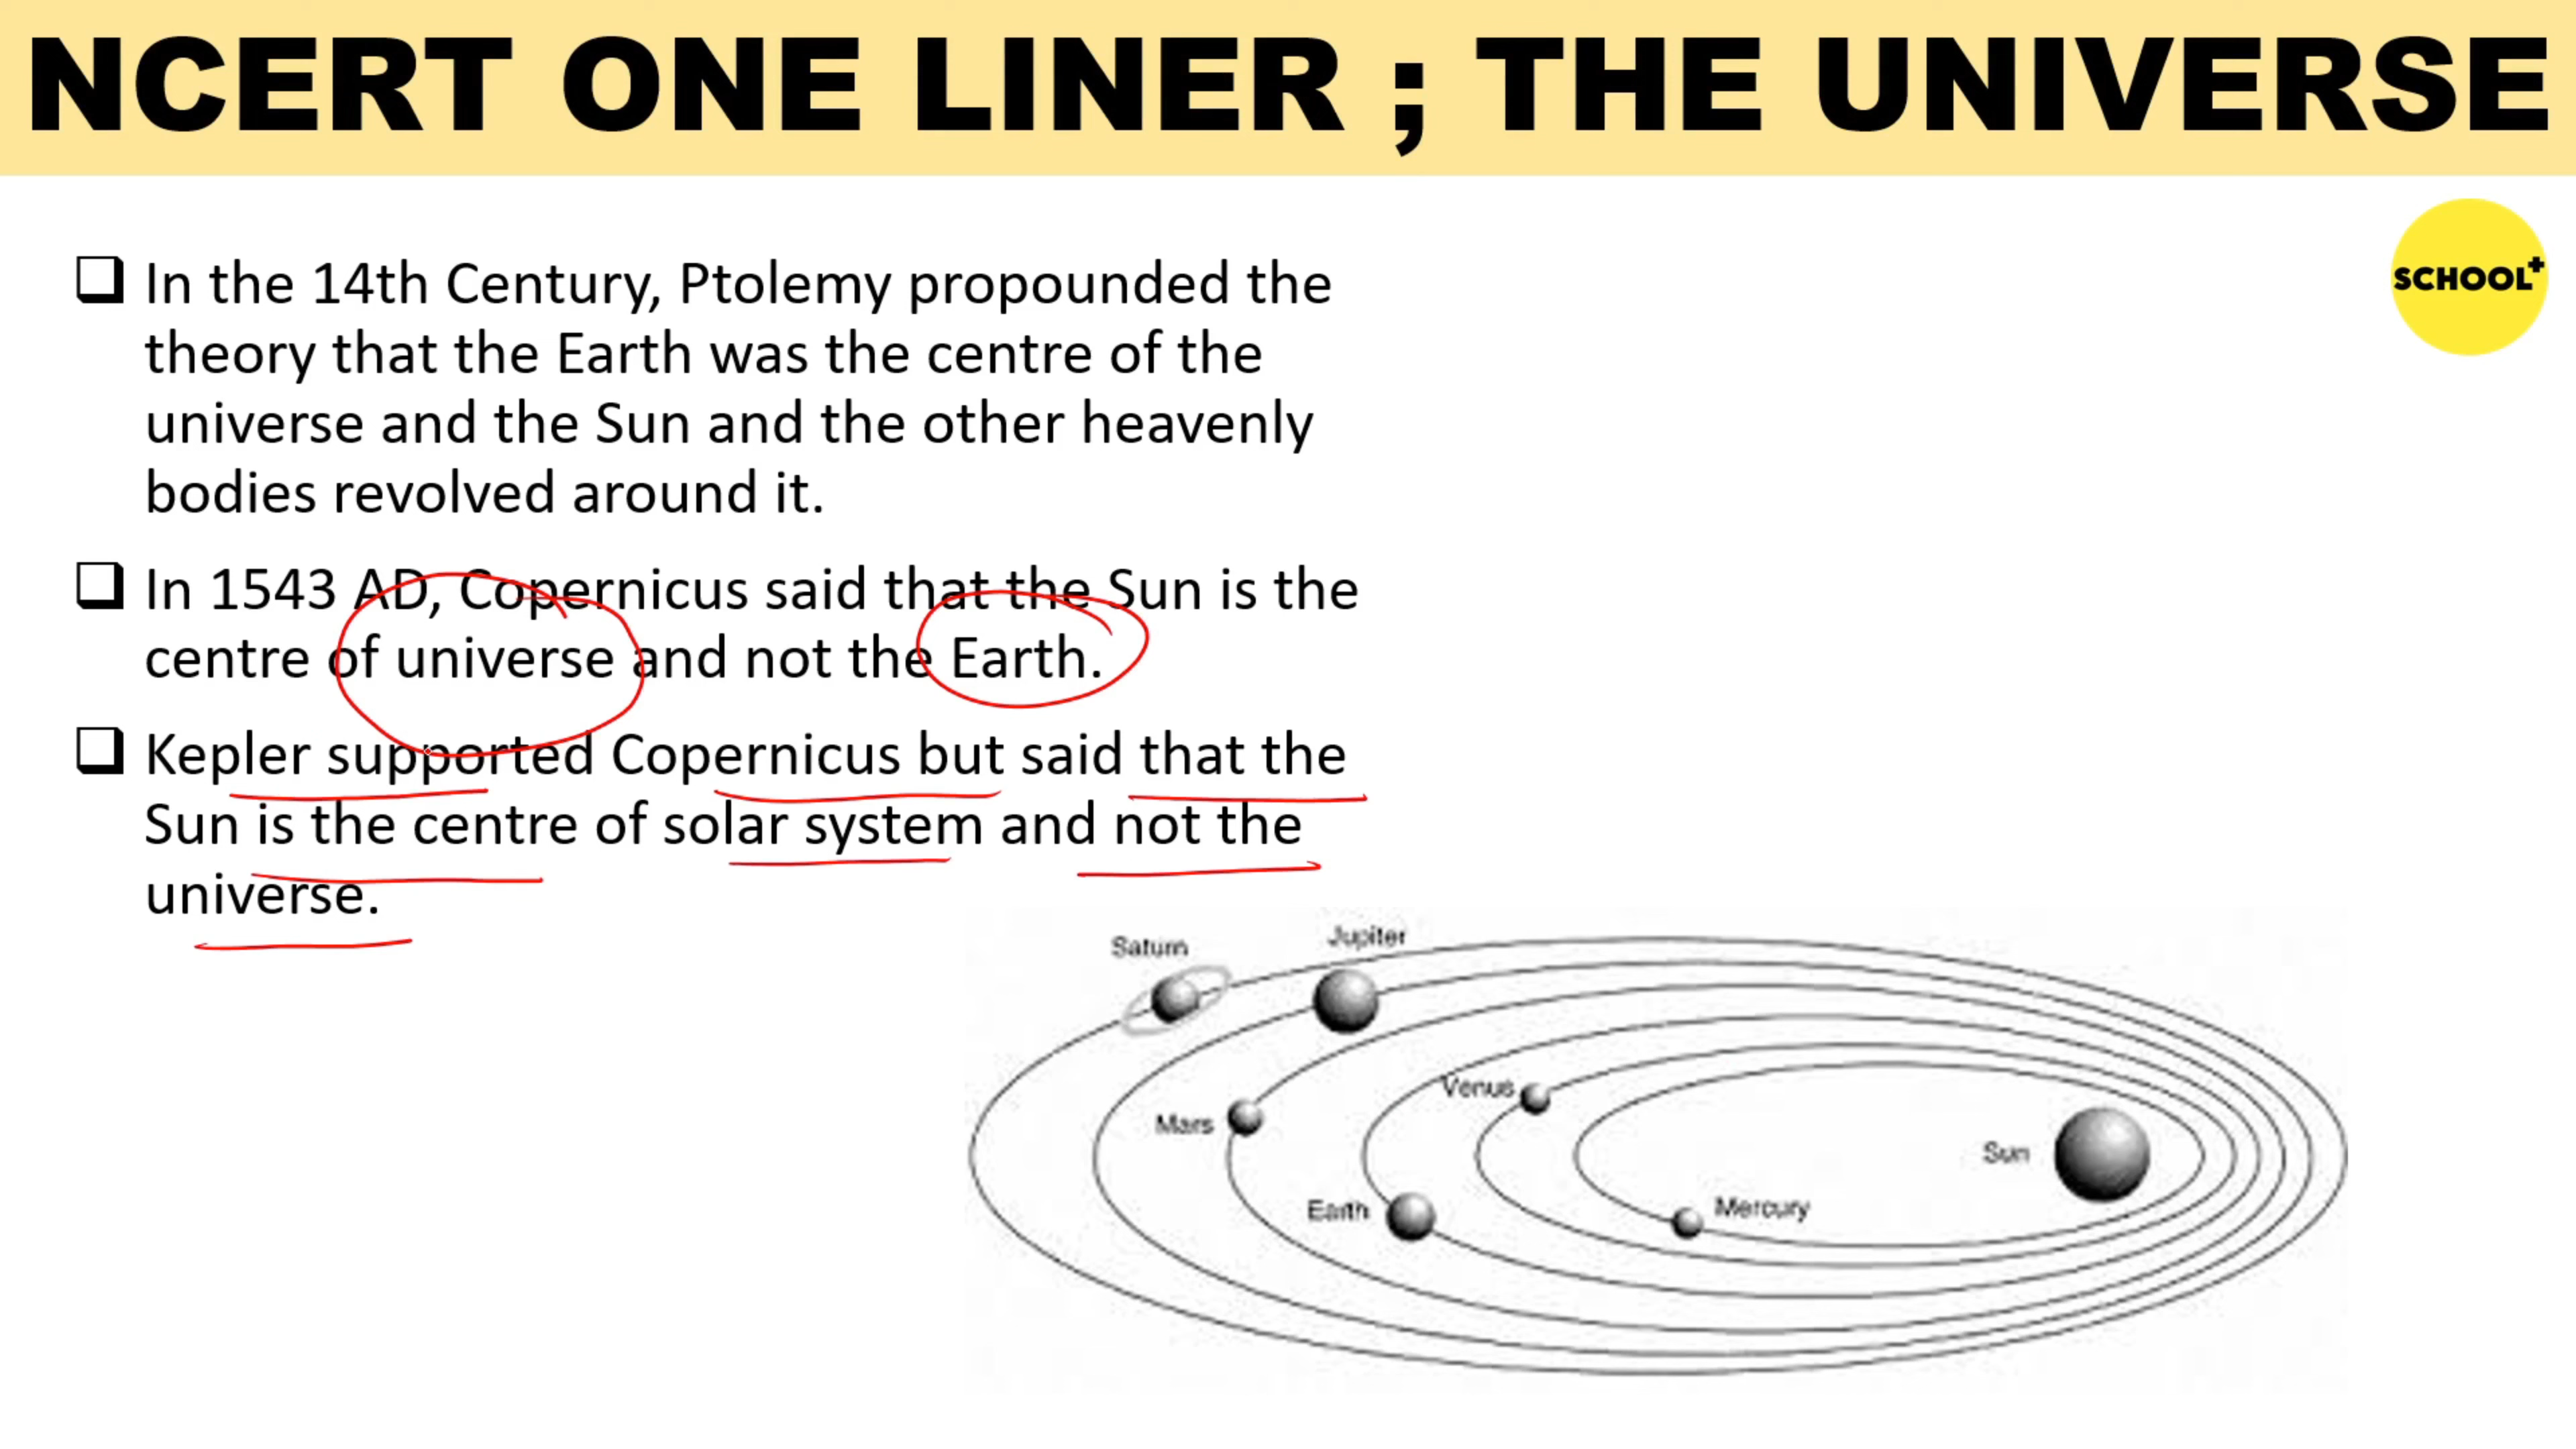 NCERT ONE LINER ; THE UNIVERSE
SCHOOL+
In the 14th Century, Ptolemy propounded the
theory that the Earth was the centre of the
universe and the Sun and the other heavenly
bodies revolved around it.
In 1543 AD, Copernicus said that the Sun is the
centre of universe and not the Earth.
Kepler supported Copernicus but said that the
Sun is the centre of solar system and not the
universe.
Saturn
Jupiter
Venus
Mars
Sun
Earth
Mercury